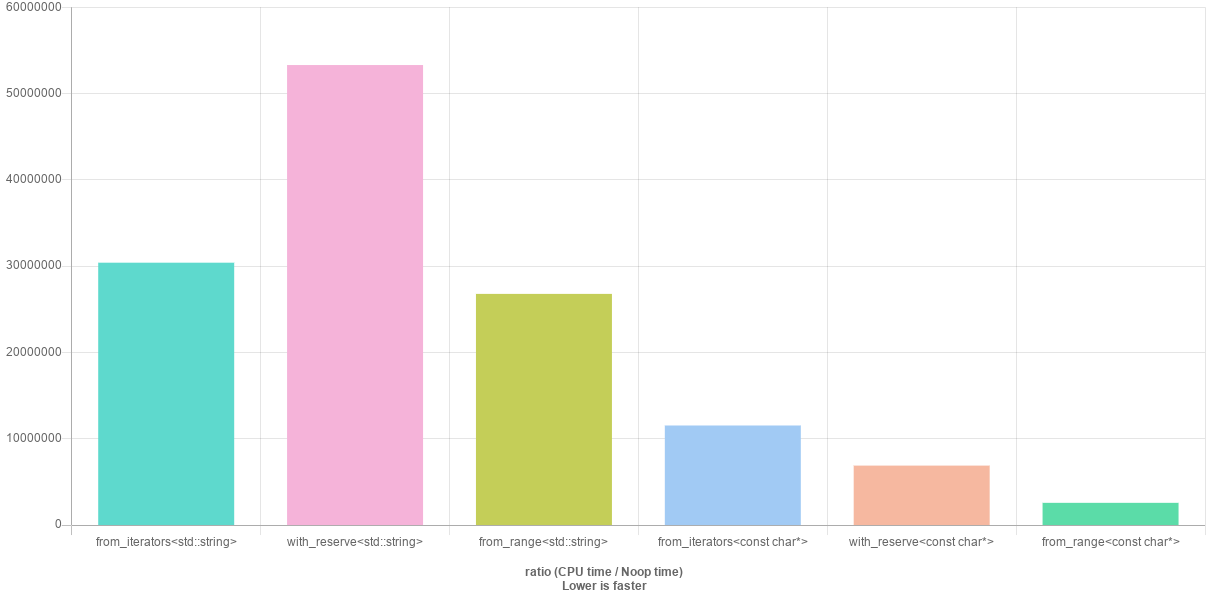 60000000
50000000
40000000
30000000
20000000
10000000
0
from_iterators<std::string>
with_reserve<std::string>
from_range<std::string>
from_iterators<const char*>
with_reserve<const char*>
from_range<const char*>
ratio (CPU time / Noop time)
Lower is faster